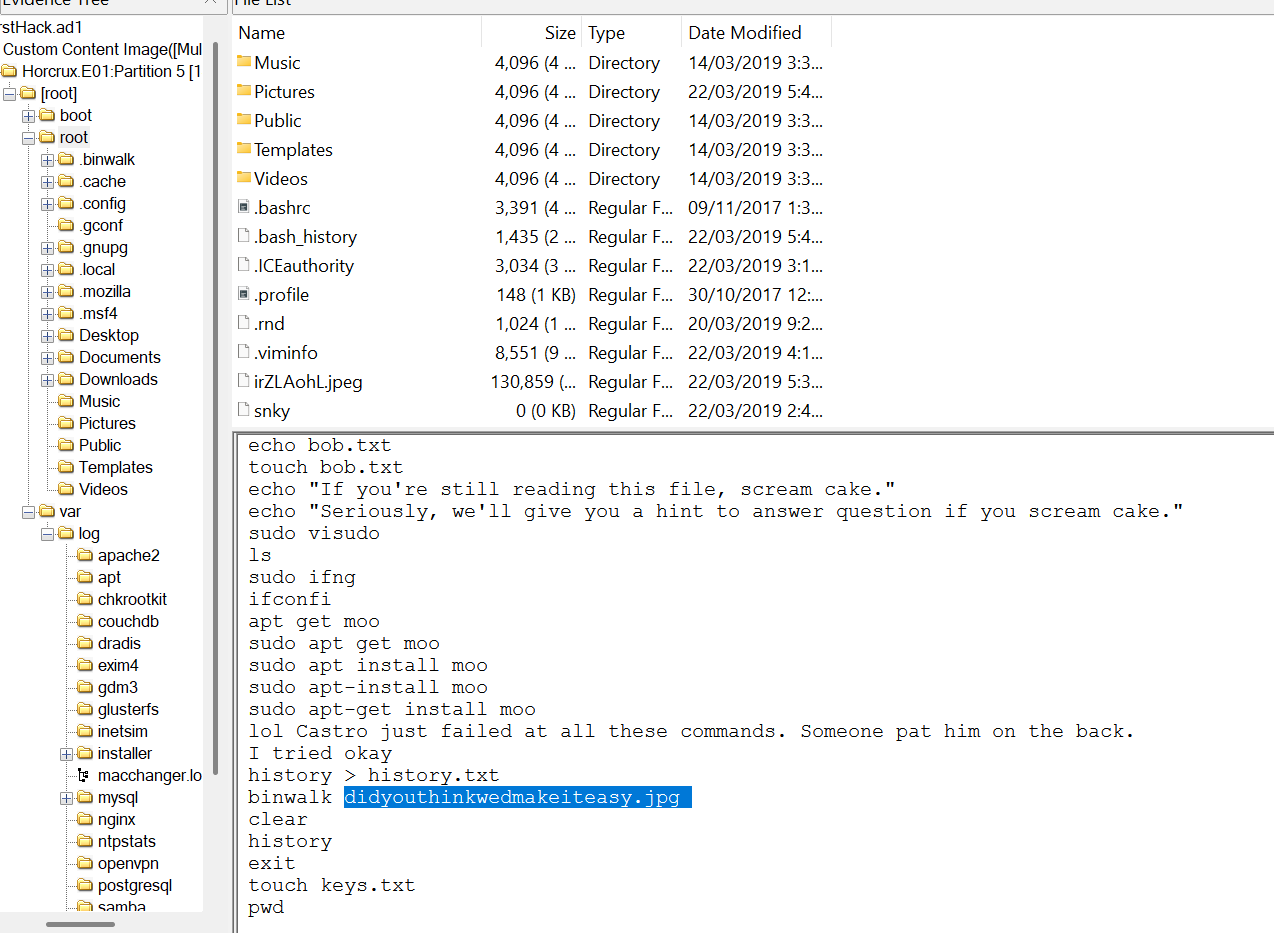 Evidence Tree
File List
rstHack.ad1
Custom Content Image([Mul
Horcrux.E01:Partition 5 [1
[root]
boot
root
.binwalk
.cache
.config
.gconf
.gnupg
.local
.mozilla
.msf4
Desktop
Documents
Downloads
Music
Pictures
Public
Templates
Videos
var
log
apache2
apt
chkrootkit
couchdb
dradis
exim4
gdm3
glusterfs
inetsim
installer
macchanger.lo
mysql
nginx
ntpstats
openvpn
postgresql
samba
Name Size Type Date Modified
Music 4,096 (4 ... Directory 14/03/2019 3:3...
Pictures 4,096 (4 ... Directory 22/03/2019 5:4...
Public 4,096 (4 ... Directory 14/03/2019 3:3...
Templates 4,096 (4 ... Directory 14/03/2019 3:3...
Videos 4,096 (4 ... Directory 14/03/2019 3:3...
.bashrc 3,391 (4 ... Regular F... 09/11/2017 1:3...
.bash_history 1,435 (2 ... Regular F... 22/03/2019 5:4...
.ICEauthority 3,034 (3 ... Regular F... 22/03/2019 3:1...
.profile 148 (1 KB) Regular F... 30/10/2017 12:...
.rnd 1,024 (1 ... Regular F... 20/03/2019 9:2...
.viminfo 8,551 (9 ... Regular F... 22/03/2019 4:1...
irZLAohL.jpeg 130,859 (... Regular F... 22/03/2019 5:3...
snky 0 (0 KB) Regular F... 22/03/2019 2:4...
echo bob.txt
touch bob.txt
echo "If you're still reading this file, scream cake."
echo "Seriously, we'll give you a hint to answer question if you scream cake."
sudo visudo
ls
sudo ifng
ifconfi
apt get moo
sudo apt get moo
sudo apt install moo
sudo apt-install moo
sudo apt-get install moo
lol Castro just failed at all these commands. Someone pat him on the back.
I tried okay
history > history.txt
binwalk didyouthinkwedmakeiteasy.jpg
clear
history
exit
touch keys.txt
pwd